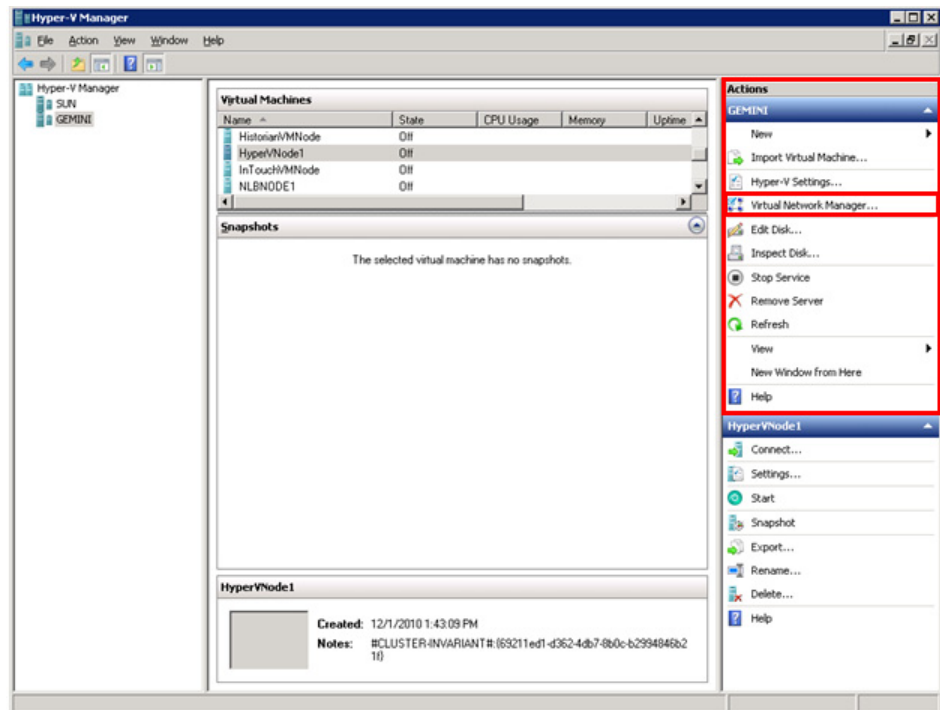 Hyper-V Manager
File Action View Window Help
Hyper-V Manager
SUN
GEMINI
Virtual Machines
Name State CPU Usage Memory Uptime
HistorianVMNode Off
HyperVNode1 Off
InTouchVMNode Off
NLBNODE1 Off
Snapshots
The selected virtual machine has no snapshots.
HyperVNode1
Created: 12/1/2010 1:43:09 PM
Notes: #CLUSTER-INVARIANT#:{69211ed1-d362-4db7-8b0c-b2994846b2
1f}
Actions
GEMINI
New
Import Virtual Machine...
Hyper-V Settings...
Virtual Network Manager...
Edit Disk...
Inspect Disk...
Stop Service
Remove Server
Refresh
View
New Window from Here
Help
HyperVNode1
Connect...
Settings...
Start
Snapshot
Export...
Rename...
Delete...
Help